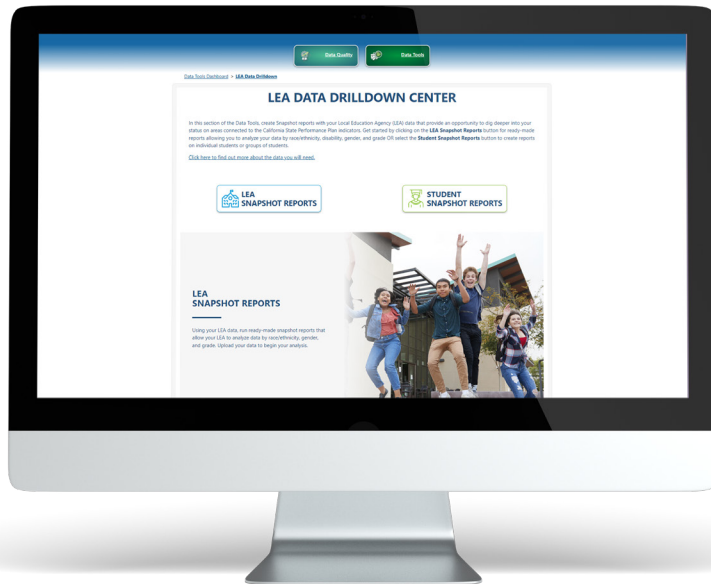 Data Quality
Data Tools
Data Tools Dashboard > LEA Data Drilldown
LEA DATA DRILLDOWN CENTER
In this section of the Data Tools, create Snapshot reports with your Local Education Agency (LEA) data that provide an opportunity to dig deeper into your
status on areas connected to the California State Performance Plan indicators. Get started by clicking on the LEA Snapshot Reports button for ready-made
reports allowing you to analyze your data by race/ethnicity, disability, gender, and grade OR select the Student Snapshot Reports button to create reports
on individual students or groups of students.
Click here to find out more about the data you will need.
LEA
SNAPSHOT REPORTS
STUDENT
SNAPSHOT REPORTS
LEA
SNAPSHOT REPORTS
Using your LEA data, run ready-made snapshot reports that
allow your LEA to analyze data by race/ethnicity, gender,
and grade. Upload your data to begin your analysis.